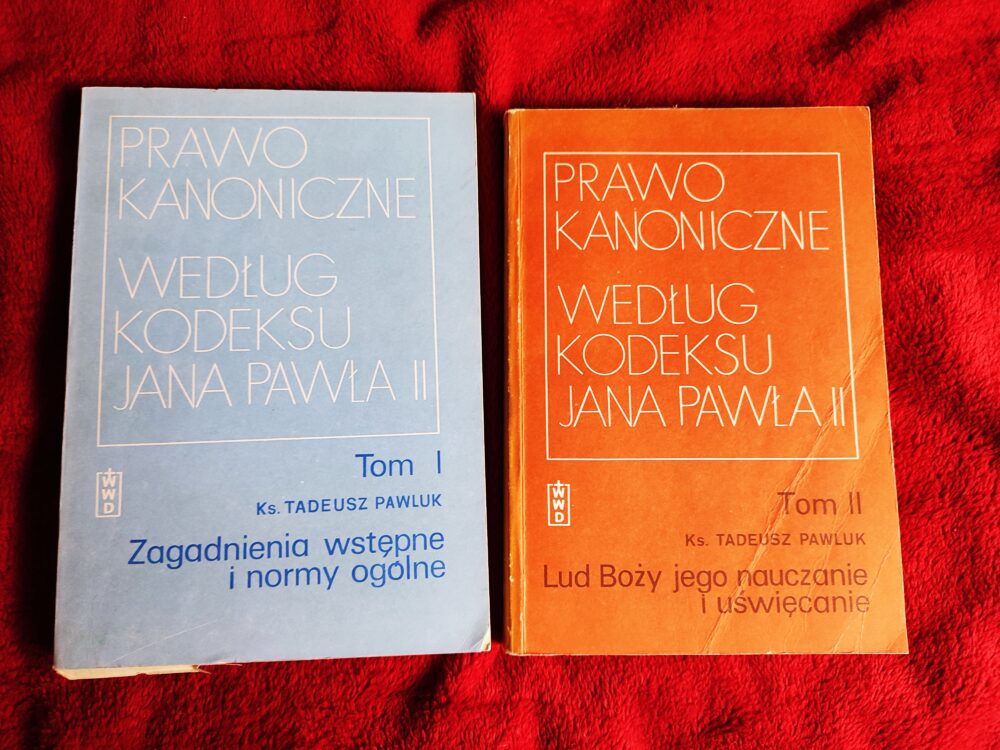 PRAWO
KANONICZNE
WEDŁUG
KODEKSU
JANA PAWŁA II
Tom I
Ks. TADEUSZ PAWLUK
Zagadnienia wstępne
i normy ogólne
WWD
PRAWO
KANONICZNE
WEDŁUG
KODEKSU
JANA PAWŁA II
Tom II
Ks. TADEUSZ PAWLUK
Lud Boży jego nauczanie
i uświęcanie
WWD